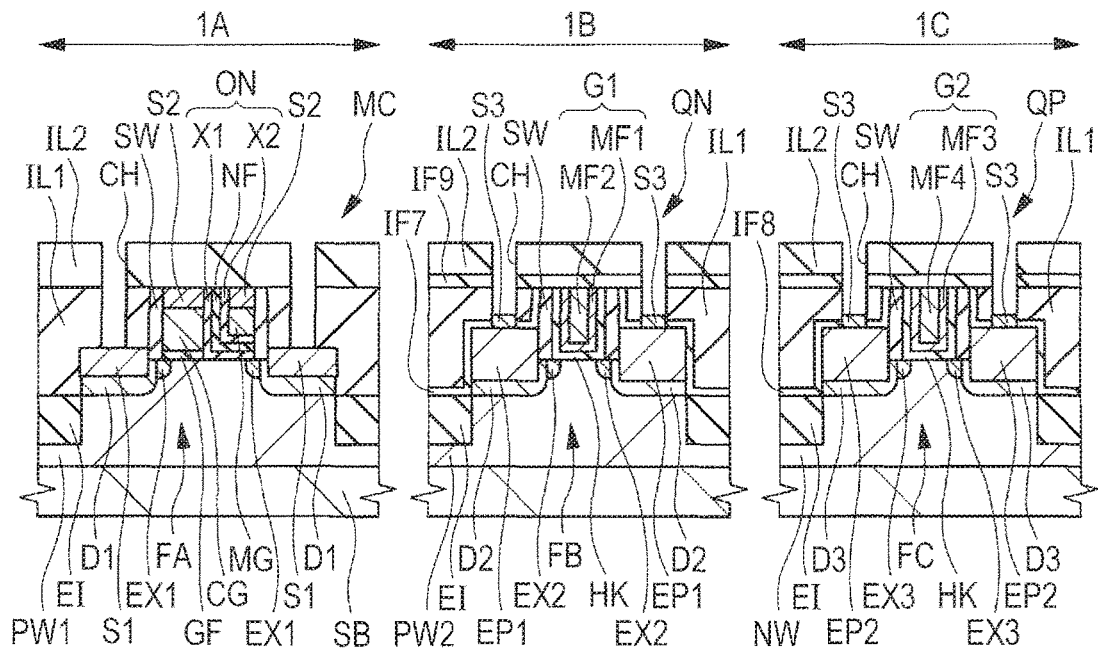 1A 1B 1C
ON G1 G2
S2 S2 MC S3 QN S3 QP
SW X1 X2 SW MF1 SW MF3
IL2 IL2 IL1 IL2 IL1
IL1 CH NF IF9 CH MF2 S3 CH MF4 S3
IF7 IF8
D1 FA MG D1 D2 FB D2 D3 FC D3
EI EX1 CG S1 EI EX2 HK EP1 EI EX3 HK EP2
PW1 S1 GF EX1 SB PW2 EP1 EX2 NW EP2 EX3